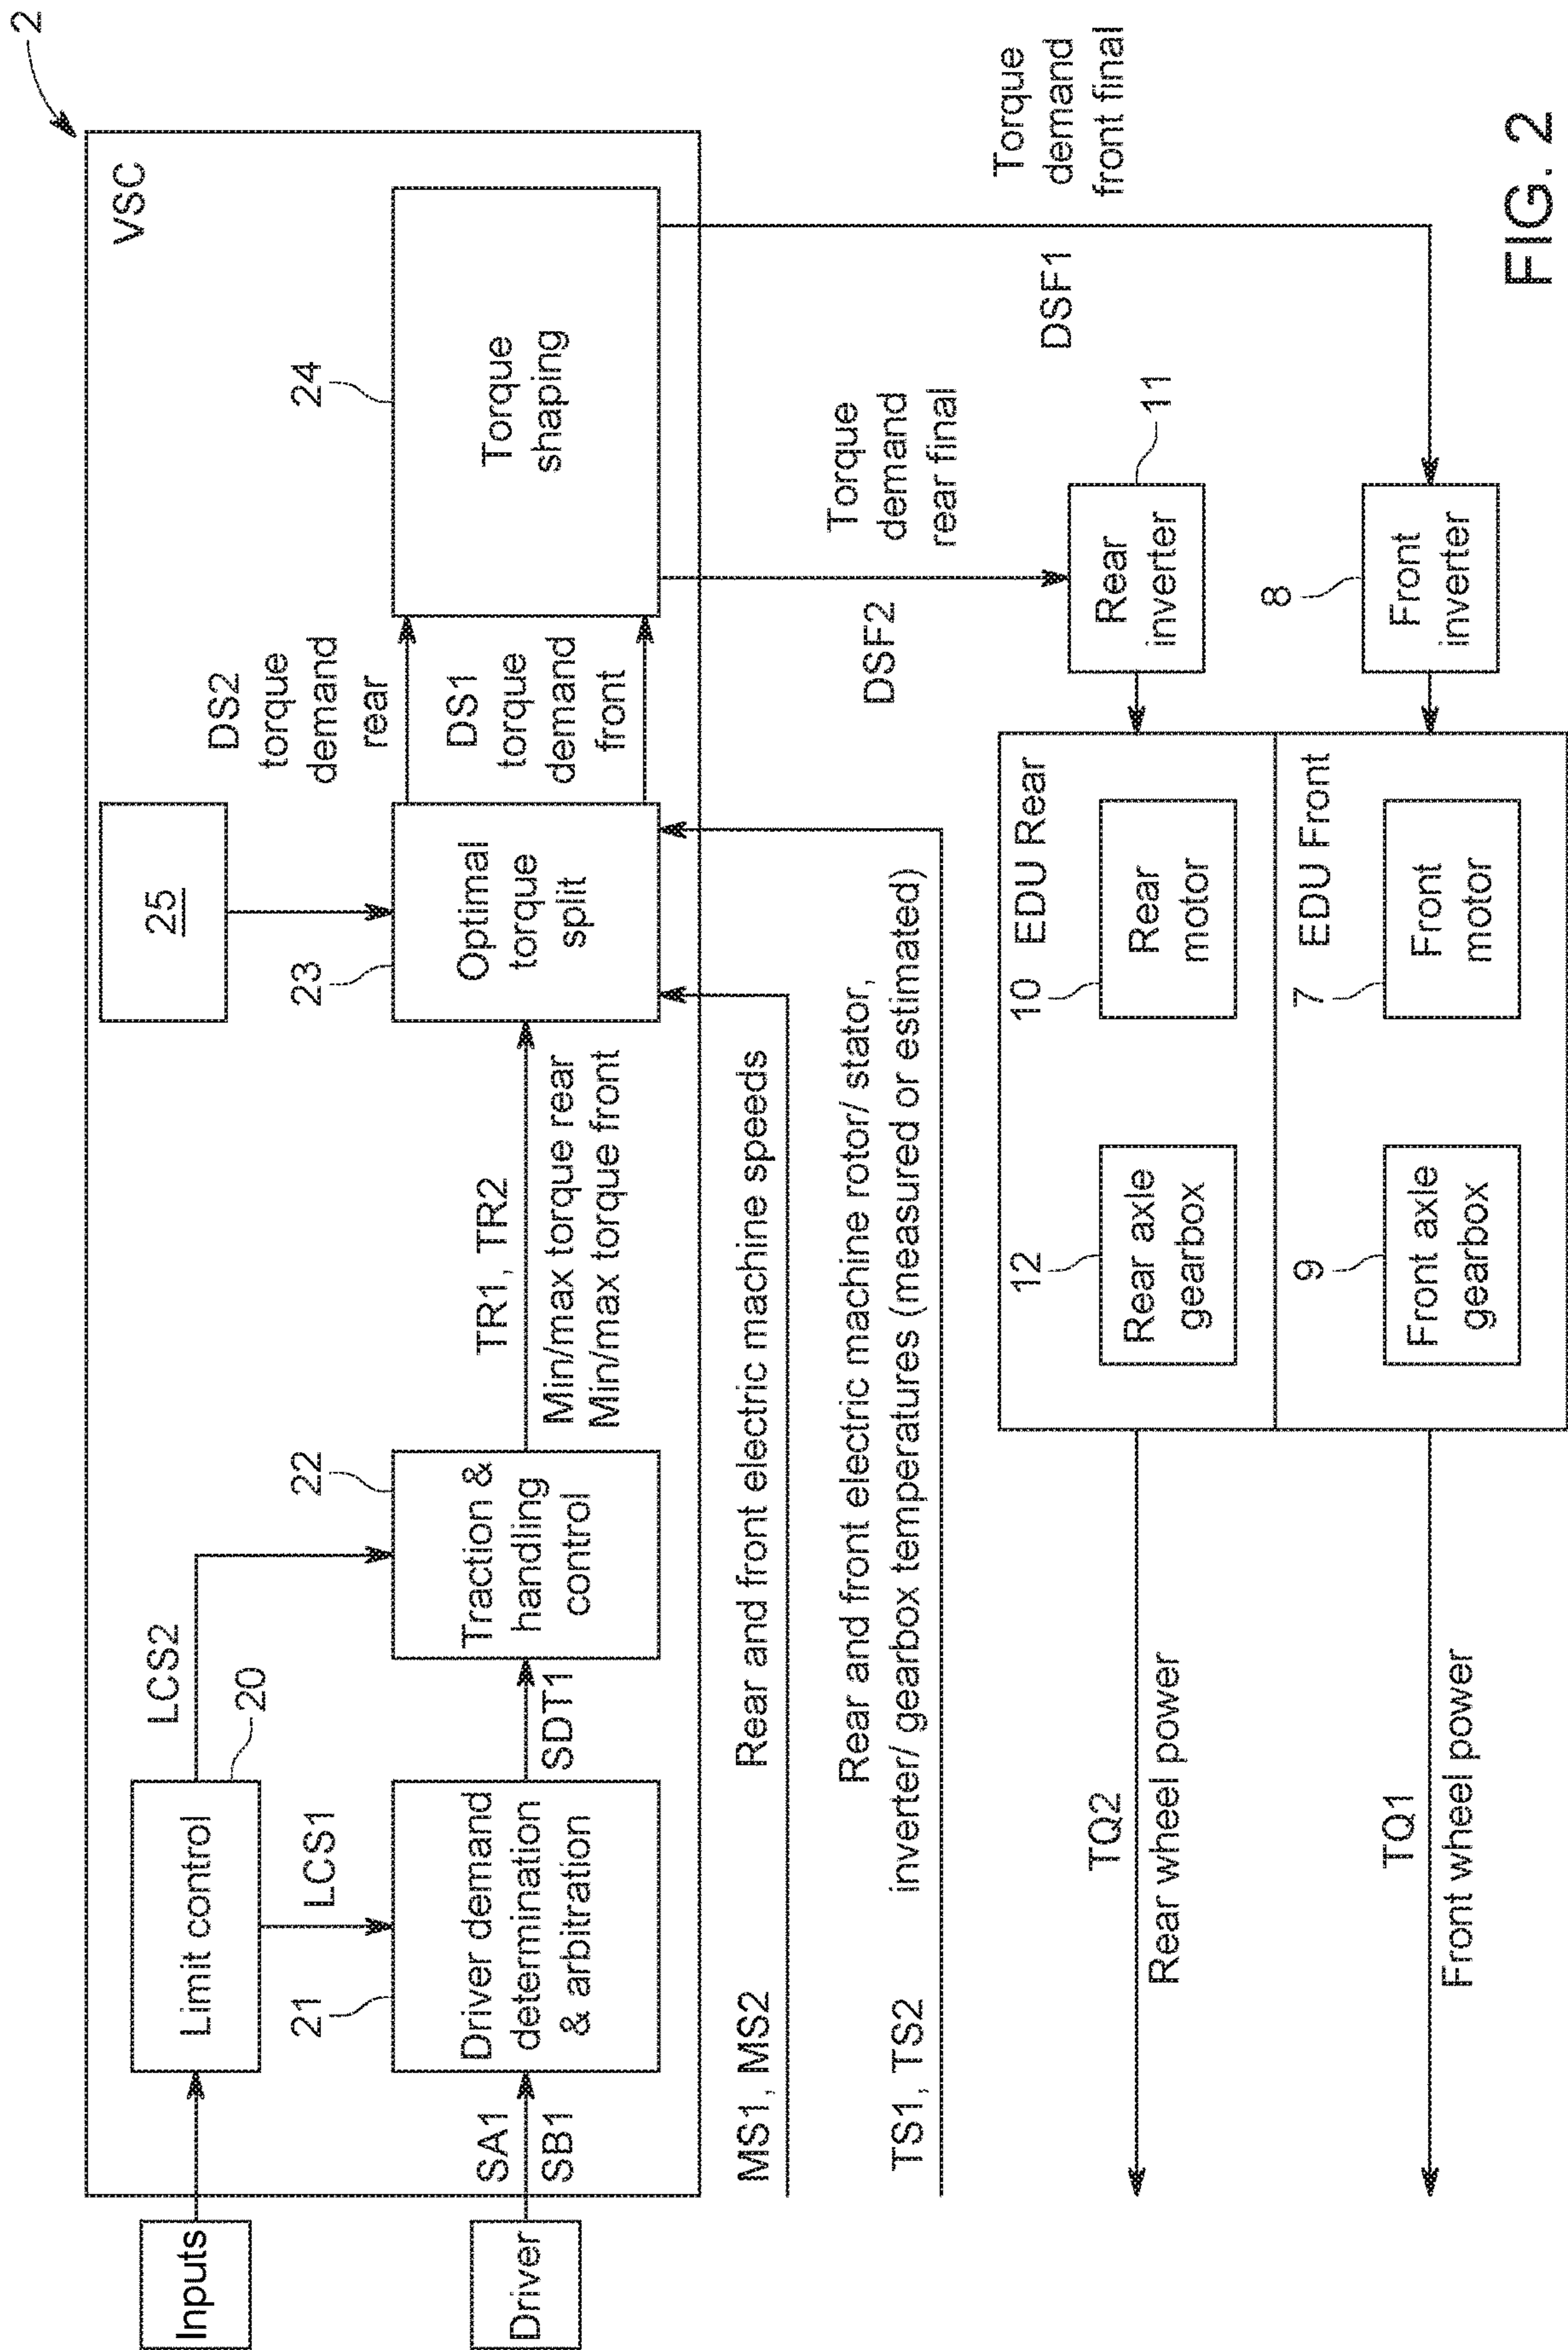 2
VSC
Inputs
Limit control
20
LCS2
LCS1
25
21
Driver
SA1
SB1
Driver demand
determination
& arbitration
SDT1
22
Traction &
handling
control
TR1, TR2
Min/max torque rear
Min/max torque front
23
Optimal
torque
split
DS2
torque
demand
rear
DS1
torque
demand
front
24
Torque
shaping
MS1, MS2
Rear and front electric machine speeds
TS1, TS2
Rear and front electric machine rotor/ stator,
inverter/ gearbox temperatures (measured or estimated)
DSF2
Torque
demand
rear final
DSF1
Torque
demand
front final
TQ2
Rear wheel power
12
Rear axle
gearbox
10
EDU Rear
Rear
motor
Rear
inverter
11
TQ1
Front wheel power
9
Front axle
gearbox
7
EDU Front
Front
motor
8
Front
inverter
FIG. 2